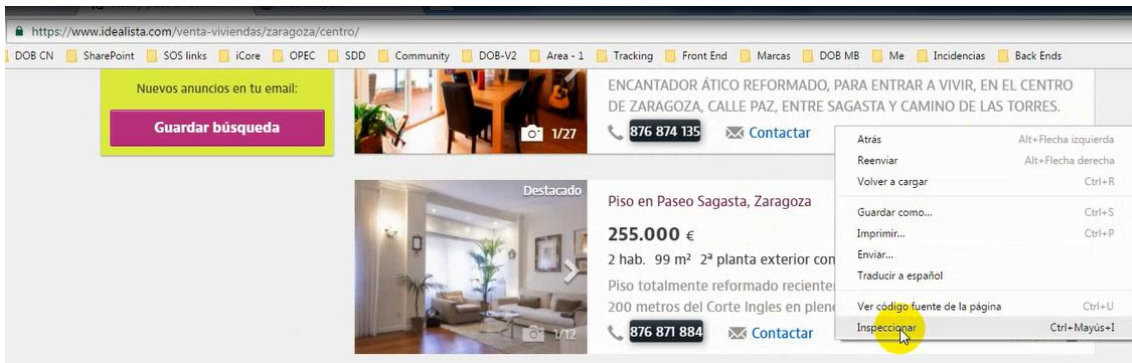 https://www.idealista.com/venta-viviendas/zaragoza/centro/
DOB CN SharePoint SOS links iCore OPEC SDD Community DOB-V2 Area - 1 Tracking Front End Marcas DOB MB Me Incidencias Back Ends
Nuevos anuncios en tu email:
Guardar búsqueda
1/27
ENCANTADOR ÁTICO REFORMADO, PARA ENTRAR A VIVIR, EN EL CENTRO
DE ZARAGOZA, CALLE PAZ, ENTRE SAGASTA Y CAMINO DE LAS TORRES.
876 874 135 Contactar
Destacado
1/12
Piso en Paseo Sagasta, Zaragoza
255.000 €
2 hab. 99 m² 2ª planta exterior con
Piso totalmente reformado reciente
200 metros del Corte Ingles en plen
876 871 884 Contactar
Atrás Alt+Flecha izquierda
Reenviar Alt+Flecha derecha
Volver a cargar Ctrl+R
Guardar como... Ctrl+S
Imprimir... Ctrl+P
Enviar...
Traducir a español
Ver código fuente de la página Ctrl+U
Inspeccionar Ctrl+Mayús+I